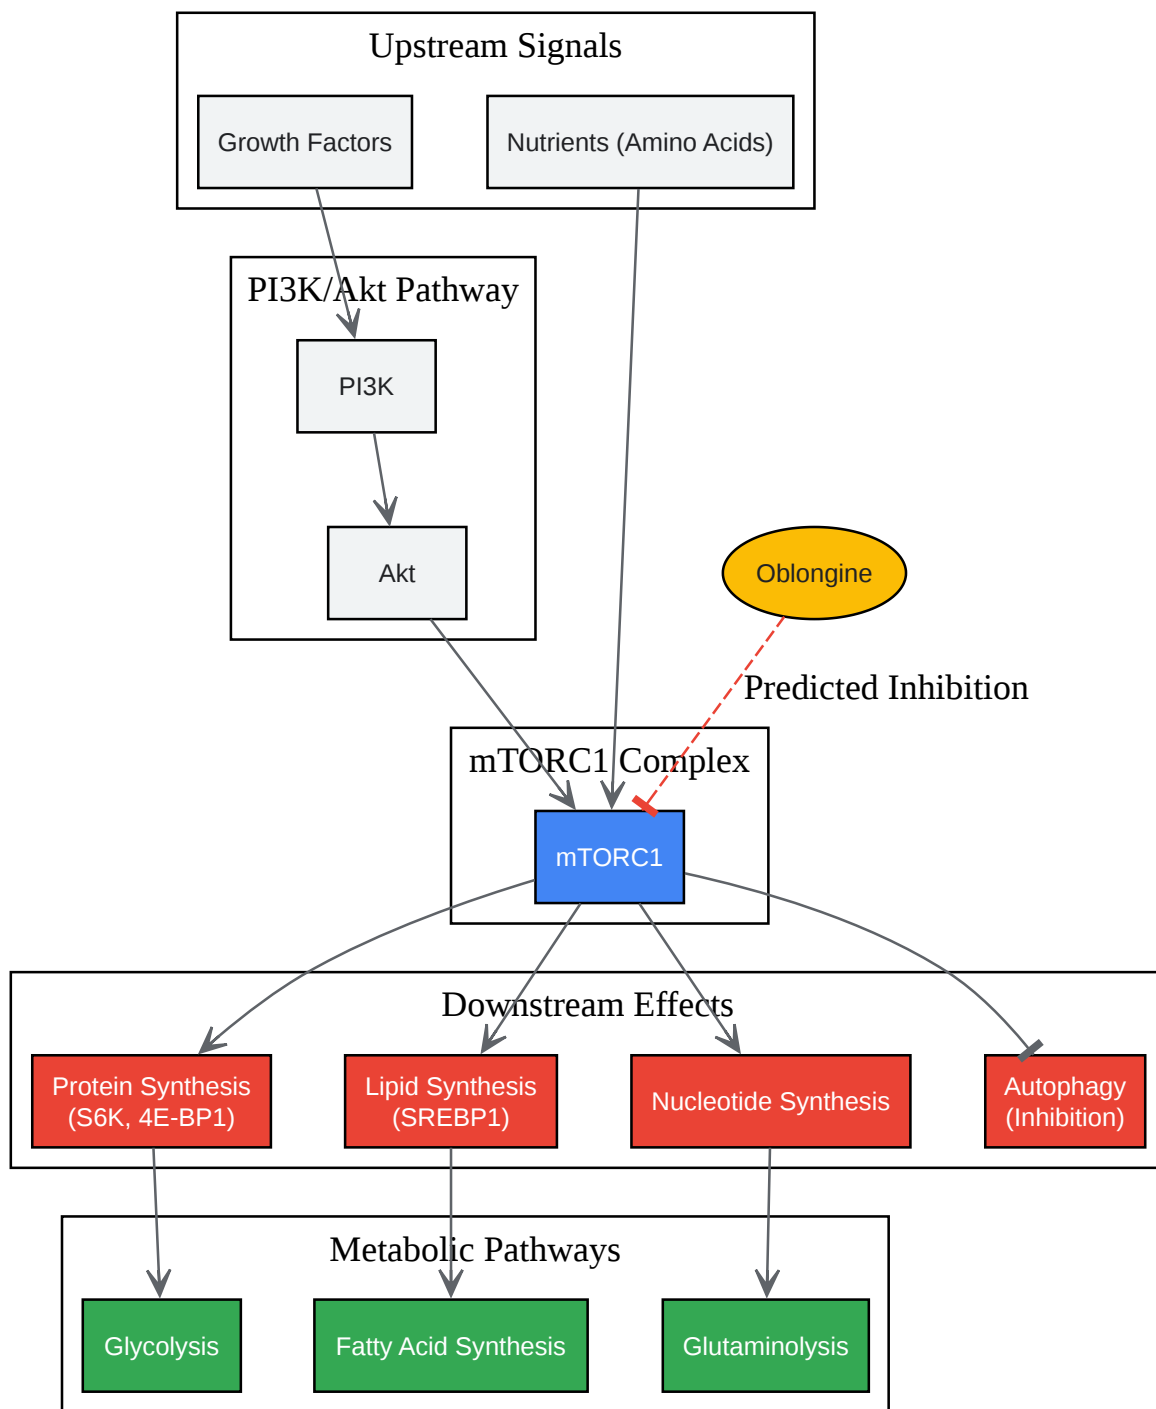 Upstream Signals
Growth Factors
Nutrients (Amino Acids)
PI3K/Akt Pathway
PI3K
Akt
Oblongine
Predicted Inhibition
mTORC1 Complex
mTORC1
Downstream Effects
Protein Synthesis
(S6K, 4E-BP1)
Lipid Synthesis
(SREBP1)
Nucleotide Synthesis
Autophagy
(Inhibition)
Metabolic Pathways
Glycolysis
Fatty Acid Synthesis
Glutaminolysis